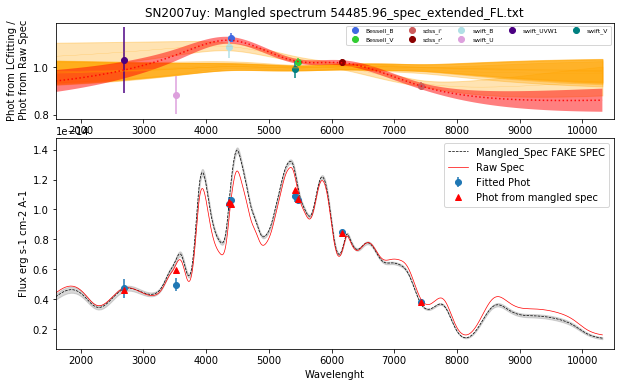 SN2007uy: Mangled spectrum 54485.96_spec_extended_FL.txt
Phot from LCfitting /
Phot from Raw Spec
1.0
0.8
Bessell_B
Bessell_V
sdss_i'
sdss_r'
swift_B
swift_U
swift_UVW1
swift_V
2000 3000 4000 5000 6000 7000 8000 9000 10000
1e−14
Flux erg s-1 cm-2 A-1
1.4
1.2
1.0
0.8
0.6
0.4
0.2
Mangled_Spec FAKE SPEC
Raw Spec
Fitted Phot
Phot from mangled spec
2000 3000 4000 5000 6000 7000 8000 9000 10000
Wavelenght